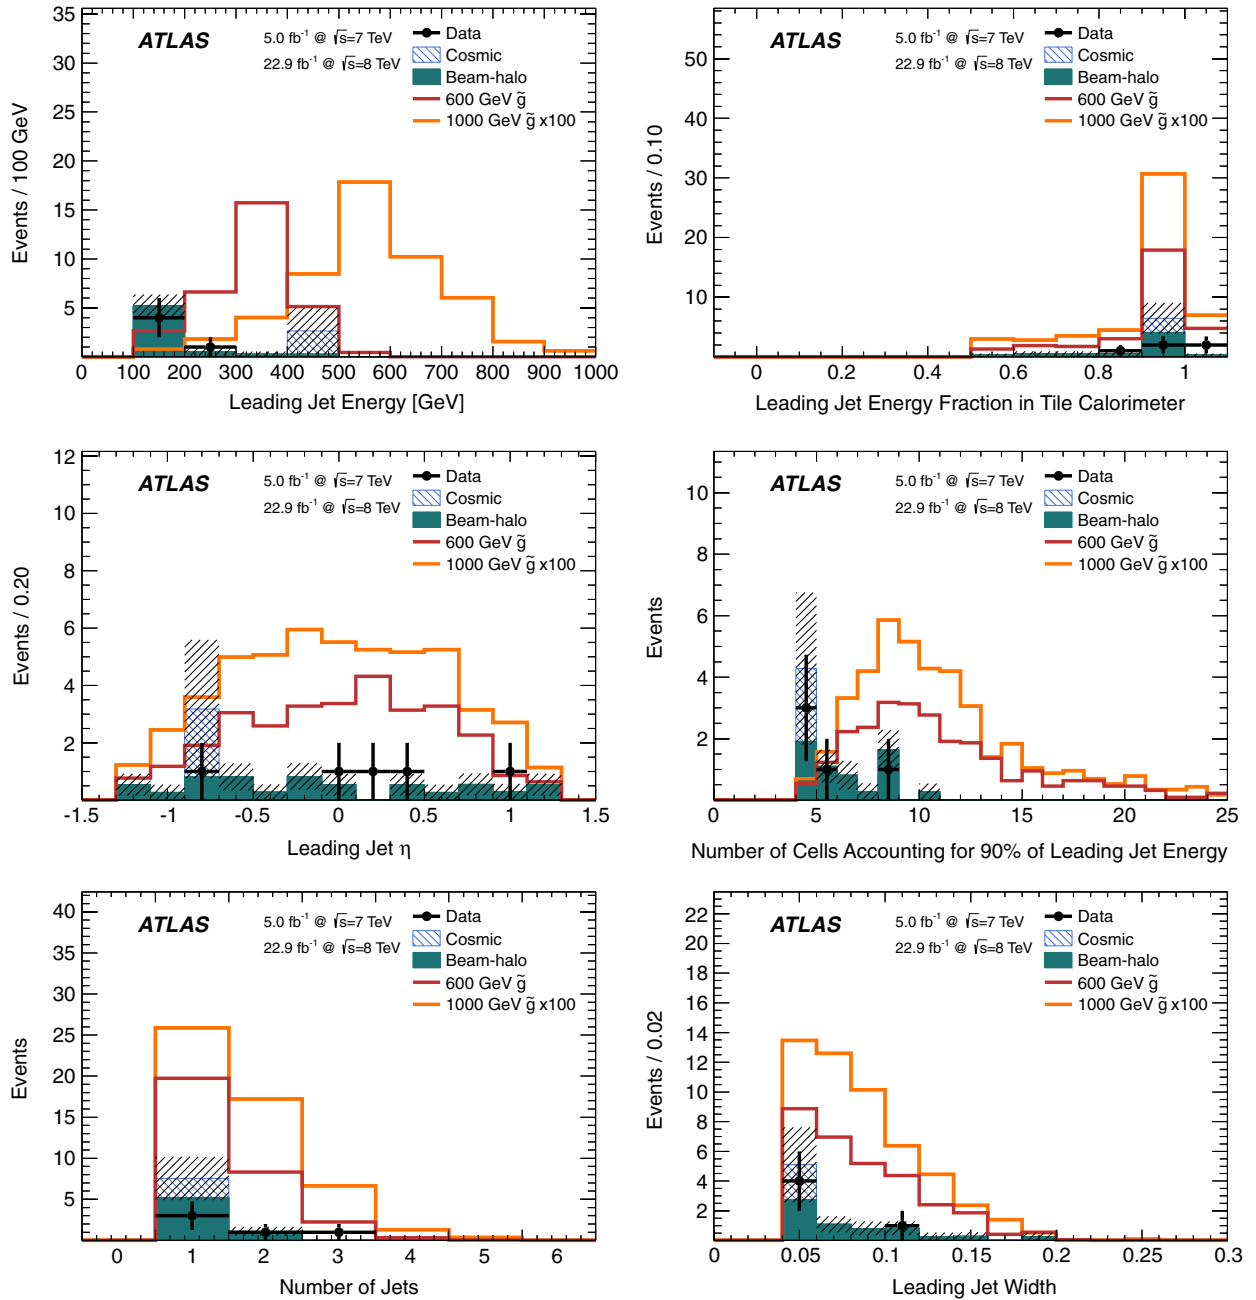 ATLAS
5.0 fb⁻¹ @ √s=7 TeV
22.9 fb⁻¹ @ √s=8 TeV
Data
Cosmic
Beam-halo
600 GeV g̃
1000 GeV g̃ x100
Events / 100 GeV
35
30
25
20
15
10
5
0 100 200 300 400 500 600 700 800 900 1000
Leading Jet Energy [GeV]
ATLAS
5.0 fb⁻¹ @ √s=7 TeV
22.9 fb⁻¹ @ √s=8 TeV
Data
Cosmic
Beam-halo
600 GeV g̃
1000 GeV g̃ x100
Events / 0.10
50
40
30
20
10
0 0.2 0.4 0.6 0.8 1
Leading Jet Energy Fraction in Tile Calorimeter
ATLAS
5.0 fb⁻¹ @ √s=7 TeV
22.9 fb⁻¹ @ √s=8 TeV
Data
Cosmic
Beam-halo
600 GeV g̃
1000 GeV g̃ x100
Events / 0.20
12
10
8
6
4
2
-1.5 -1 -0.5 0 0.5 1 1.5
Leading Jet η
ATLAS
5.0 fb⁻¹ @ √s=7 TeV
22.9 fb⁻¹ @ √s=8 TeV
Data
Cosmic
Beam-halo
600 GeV g̃
1000 GeV g̃ x100
Events
10
8
6
4
2
0 5 10 15 20 25
Number of Cells Accounting for 90% of Leading Jet Energy
ATLAS
5.0 fb⁻¹ @ √s=7 TeV
22.9 fb⁻¹ @ √s=8 TeV
Data
Cosmic
Beam-halo
600 GeV g̃
1000 GeV g̃ x100
Events
40
35
30
25
20
15
10
5
0 1 2 3 4 5 6
Number of Jets
ATLAS
5.0 fb⁻¹ @ √s=7 TeV
22.9 fb⁻¹ @ √s=8 TeV
Data
Cosmic
Beam-halo
600 GeV g̃
1000 GeV g̃ x100
Events / 0.02
22
20
18
16
14
12
10
8
6
4
2
0 0.05 0.1 0.15 0.2 0.25 0.3
Leading Jet Width